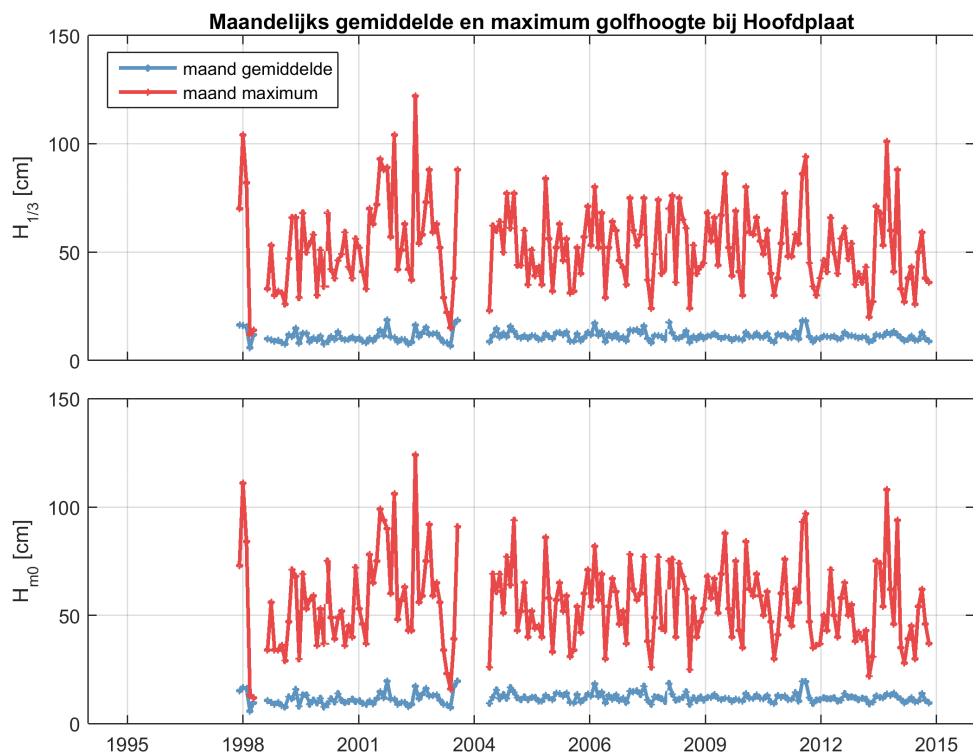 Maandelijks gemiddelde en maximum golfhoogte bij Hoofdplaat
150
maand gemiddelde
maand maximum
100
H1/3 [cm]
50
0
150
100
Hm0 [cm]
50
0
1995 1998 2001 2004 2006 2009 2012 2015